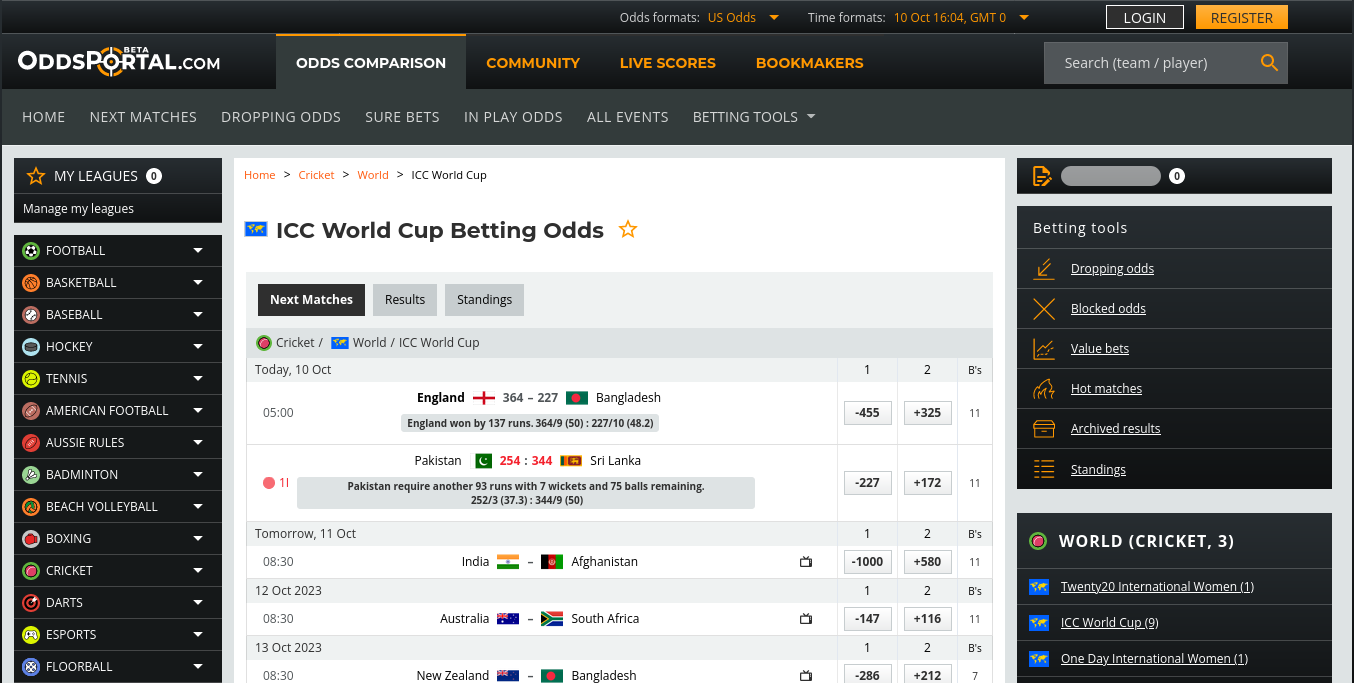 Odds formats: US Odds Time formats: 10 Oct 16:04, GMT 0 LOGIN REGISTER
ODDSPORTAL.COM BETA
ODDS COMPARISON COMMUNITY LIVE SCORES BOOKMAKERS Search (team / player)
HOME NEXT MATCHES DROPPING ODDS SURE BETS IN PLAY ODDS ALL EVENTS BETTING TOOLS
MY LEAGUES 0
Manage my leagues
FOOTBALL
BASKETBALL
BASEBALL
HOCKEY
TENNIS
AMERICAN FOOTBALL
AUSSIE RULES
BADMINTON
BEACH VOLLEYBALL
BOXING
CRICKET
DARTS
ESPORTS
FLOORBALL
Home > Cricket > World > ICC World Cup
ICC World Cup Betting Odds
Next Matches Results Standings
Cricket / World / ICC World Cup
Today, 10 Oct 1 2 B's
05:00 England 364 – 227 Bangladesh -455 +325 11
England won by 137 runs. 364/9 (50) : 227/10 (48.2)
1I Pakistan 254 : 344 Sri Lanka -227 +172 11
Pakistan require another 93 runs with 7 wickets and 75 balls remaining.
252/3 (37.3) : 344/9 (50)
Tomorrow, 11 Oct 1 2 B's
08:30 India – Afghanistan -1000 +580 11
12 Oct 2023 1 2 B's
08:30 Australia – South Africa -147 +116 11
13 Oct 2023 1 2 B's
08:30 New Zealand – Bangladesh -286 +212 7
0
Betting tools
Dropping odds
Blocked odds
Value bets
Hot matches
Archived results
Standings
WORLD (CRICKET, 3)
Twenty20 International Women (1)
ICC World Cup (9)
One Day International Women (1)